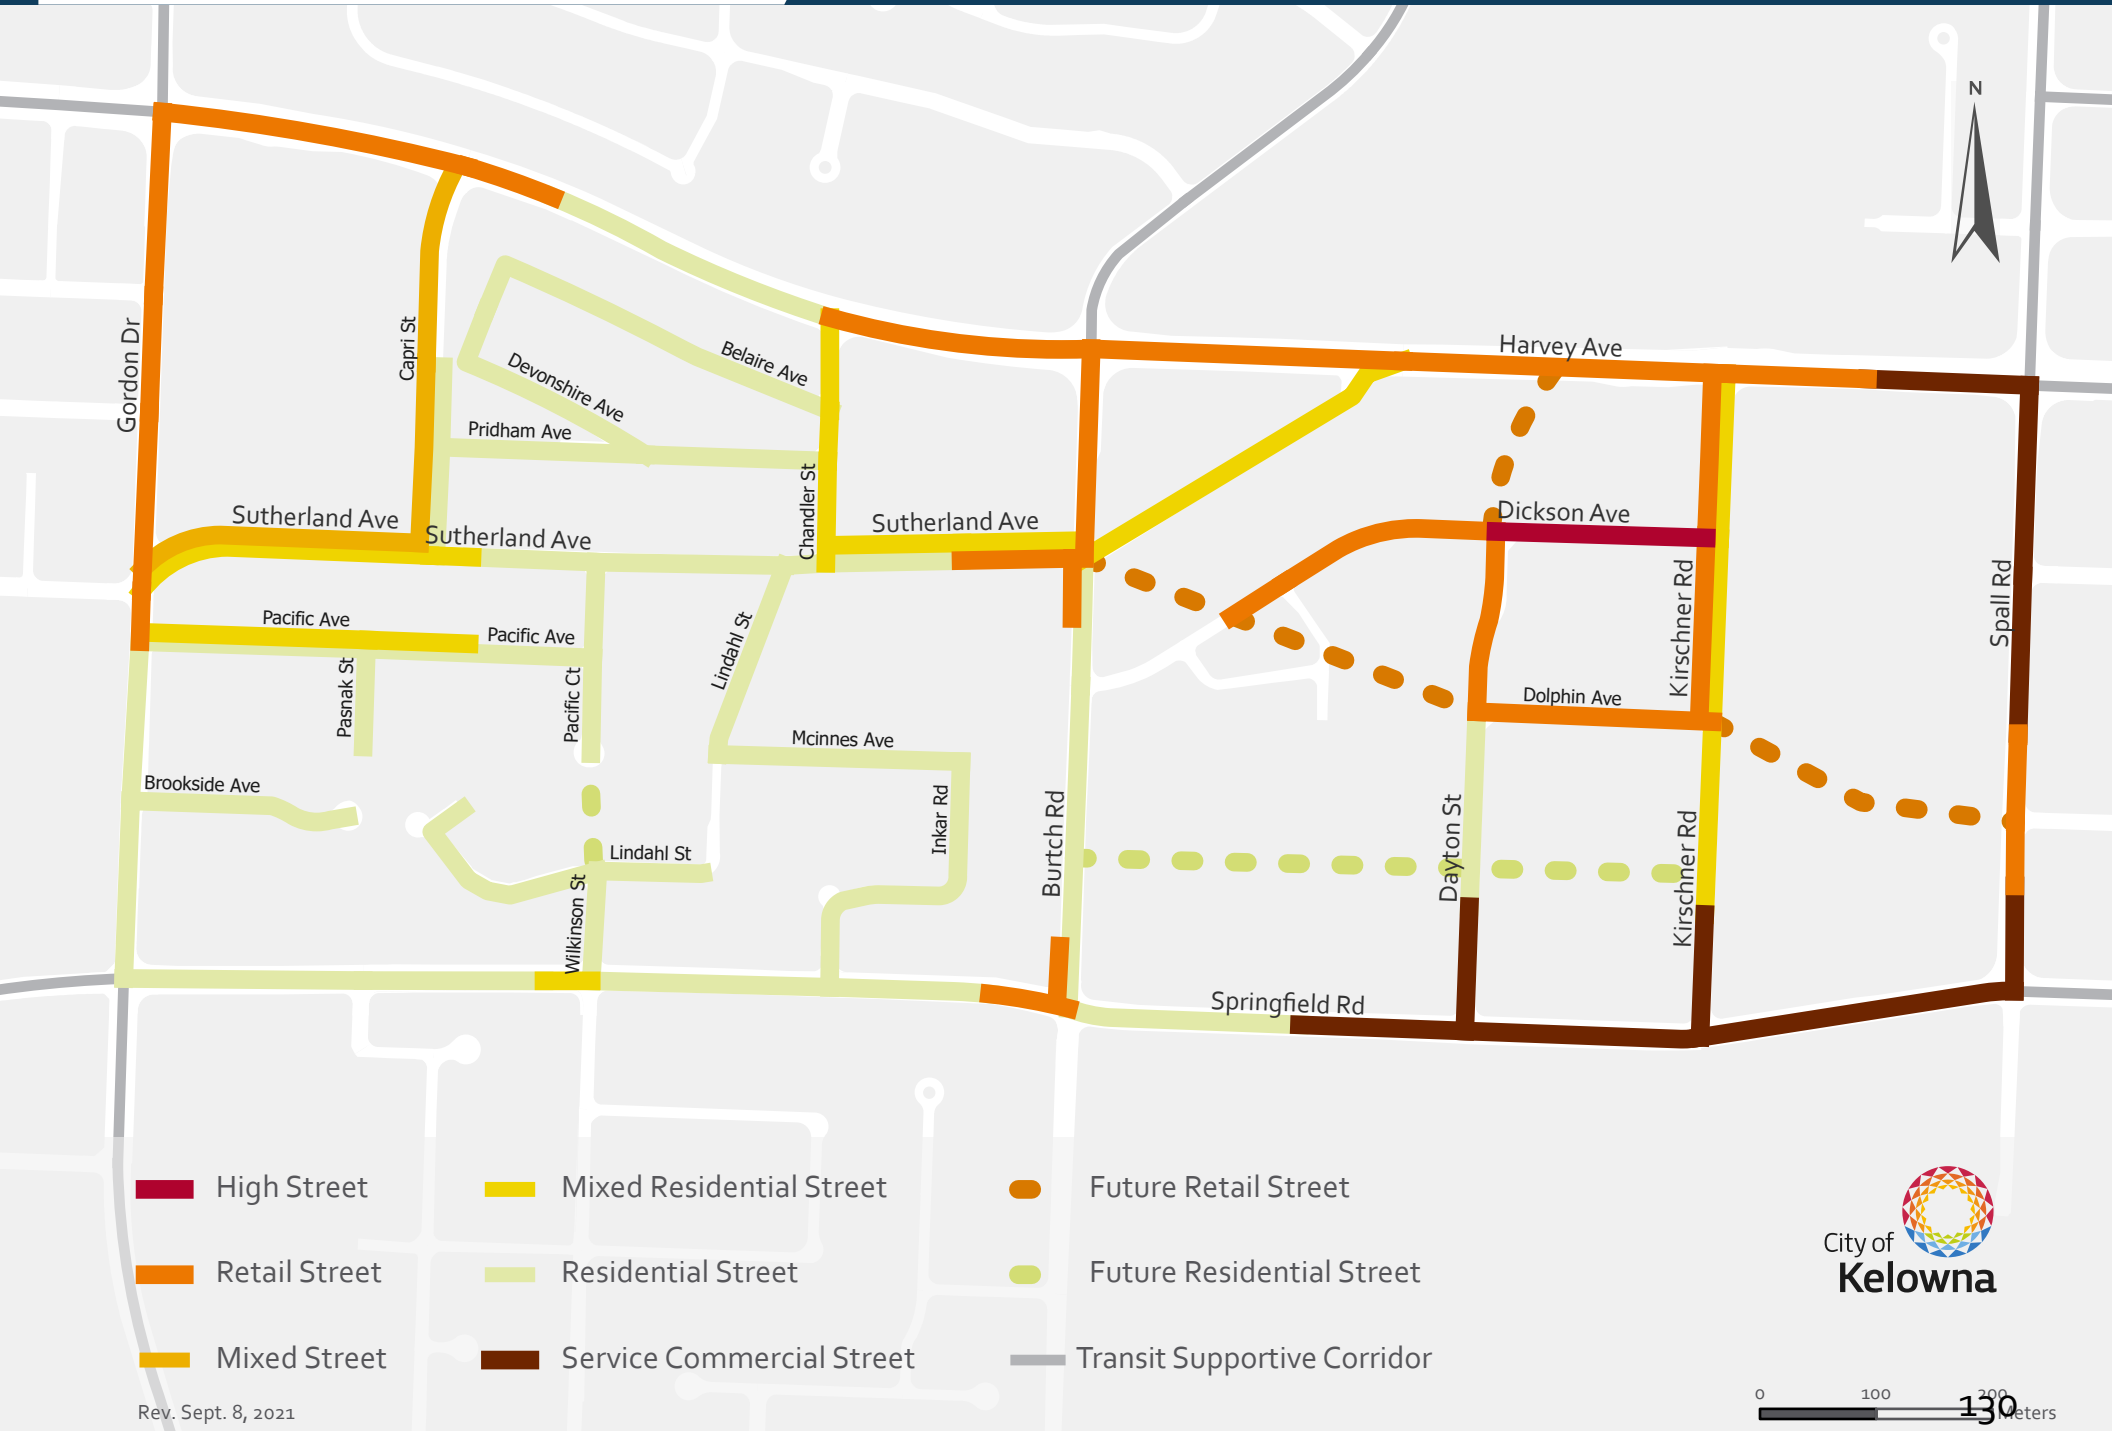 N
Harvey Ave
Gordon Dr
Capri St
Belaire Ave
Devonshire Ave
Pridham Ave
Chandler St
Sutherland Ave
Sutherland Ave
Sutherland Ave
Dickson Ave
Kirschner Rd
Spall Rd
Pacific Ave
Pacific Ave
Pasnak St
Pacific Ct
Lindahl St
Dolphin Ave
Mcinnes Ave
Brookside Ave
Inkar Rd
Burtch Rd
Dayton St
Kirschner Rd
Lindahl St
Wilkinson St
Springfield Rd
High Street
Mixed Residential Street
Future Retail Street
Retail Street
Residential Street
Future Residential Street
Mixed Street
Service Commercial Street
Transit Supportive Corridor
City of
Kelowna
Rev. Sept. 8, 2021
0 100 200
Meters
130